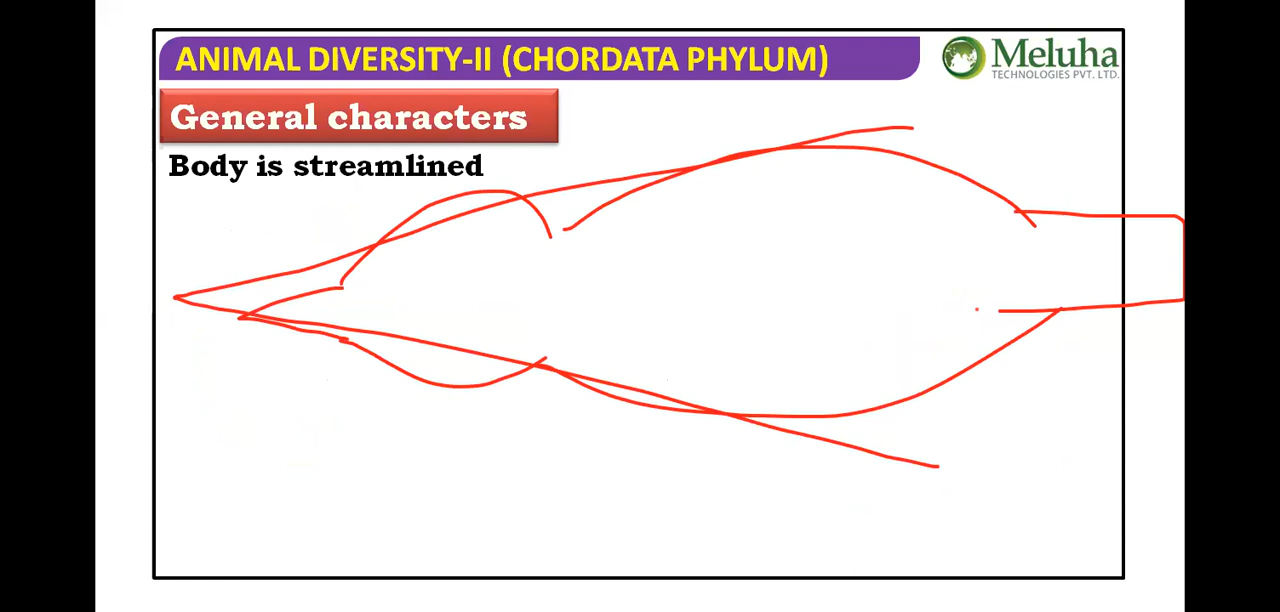 ANIMAL DIVERSITY-II (CHORDATA PHYLUM)
Meluha
TECHNOLOGIES PVT. LTD.
General characters
Body is streamlined